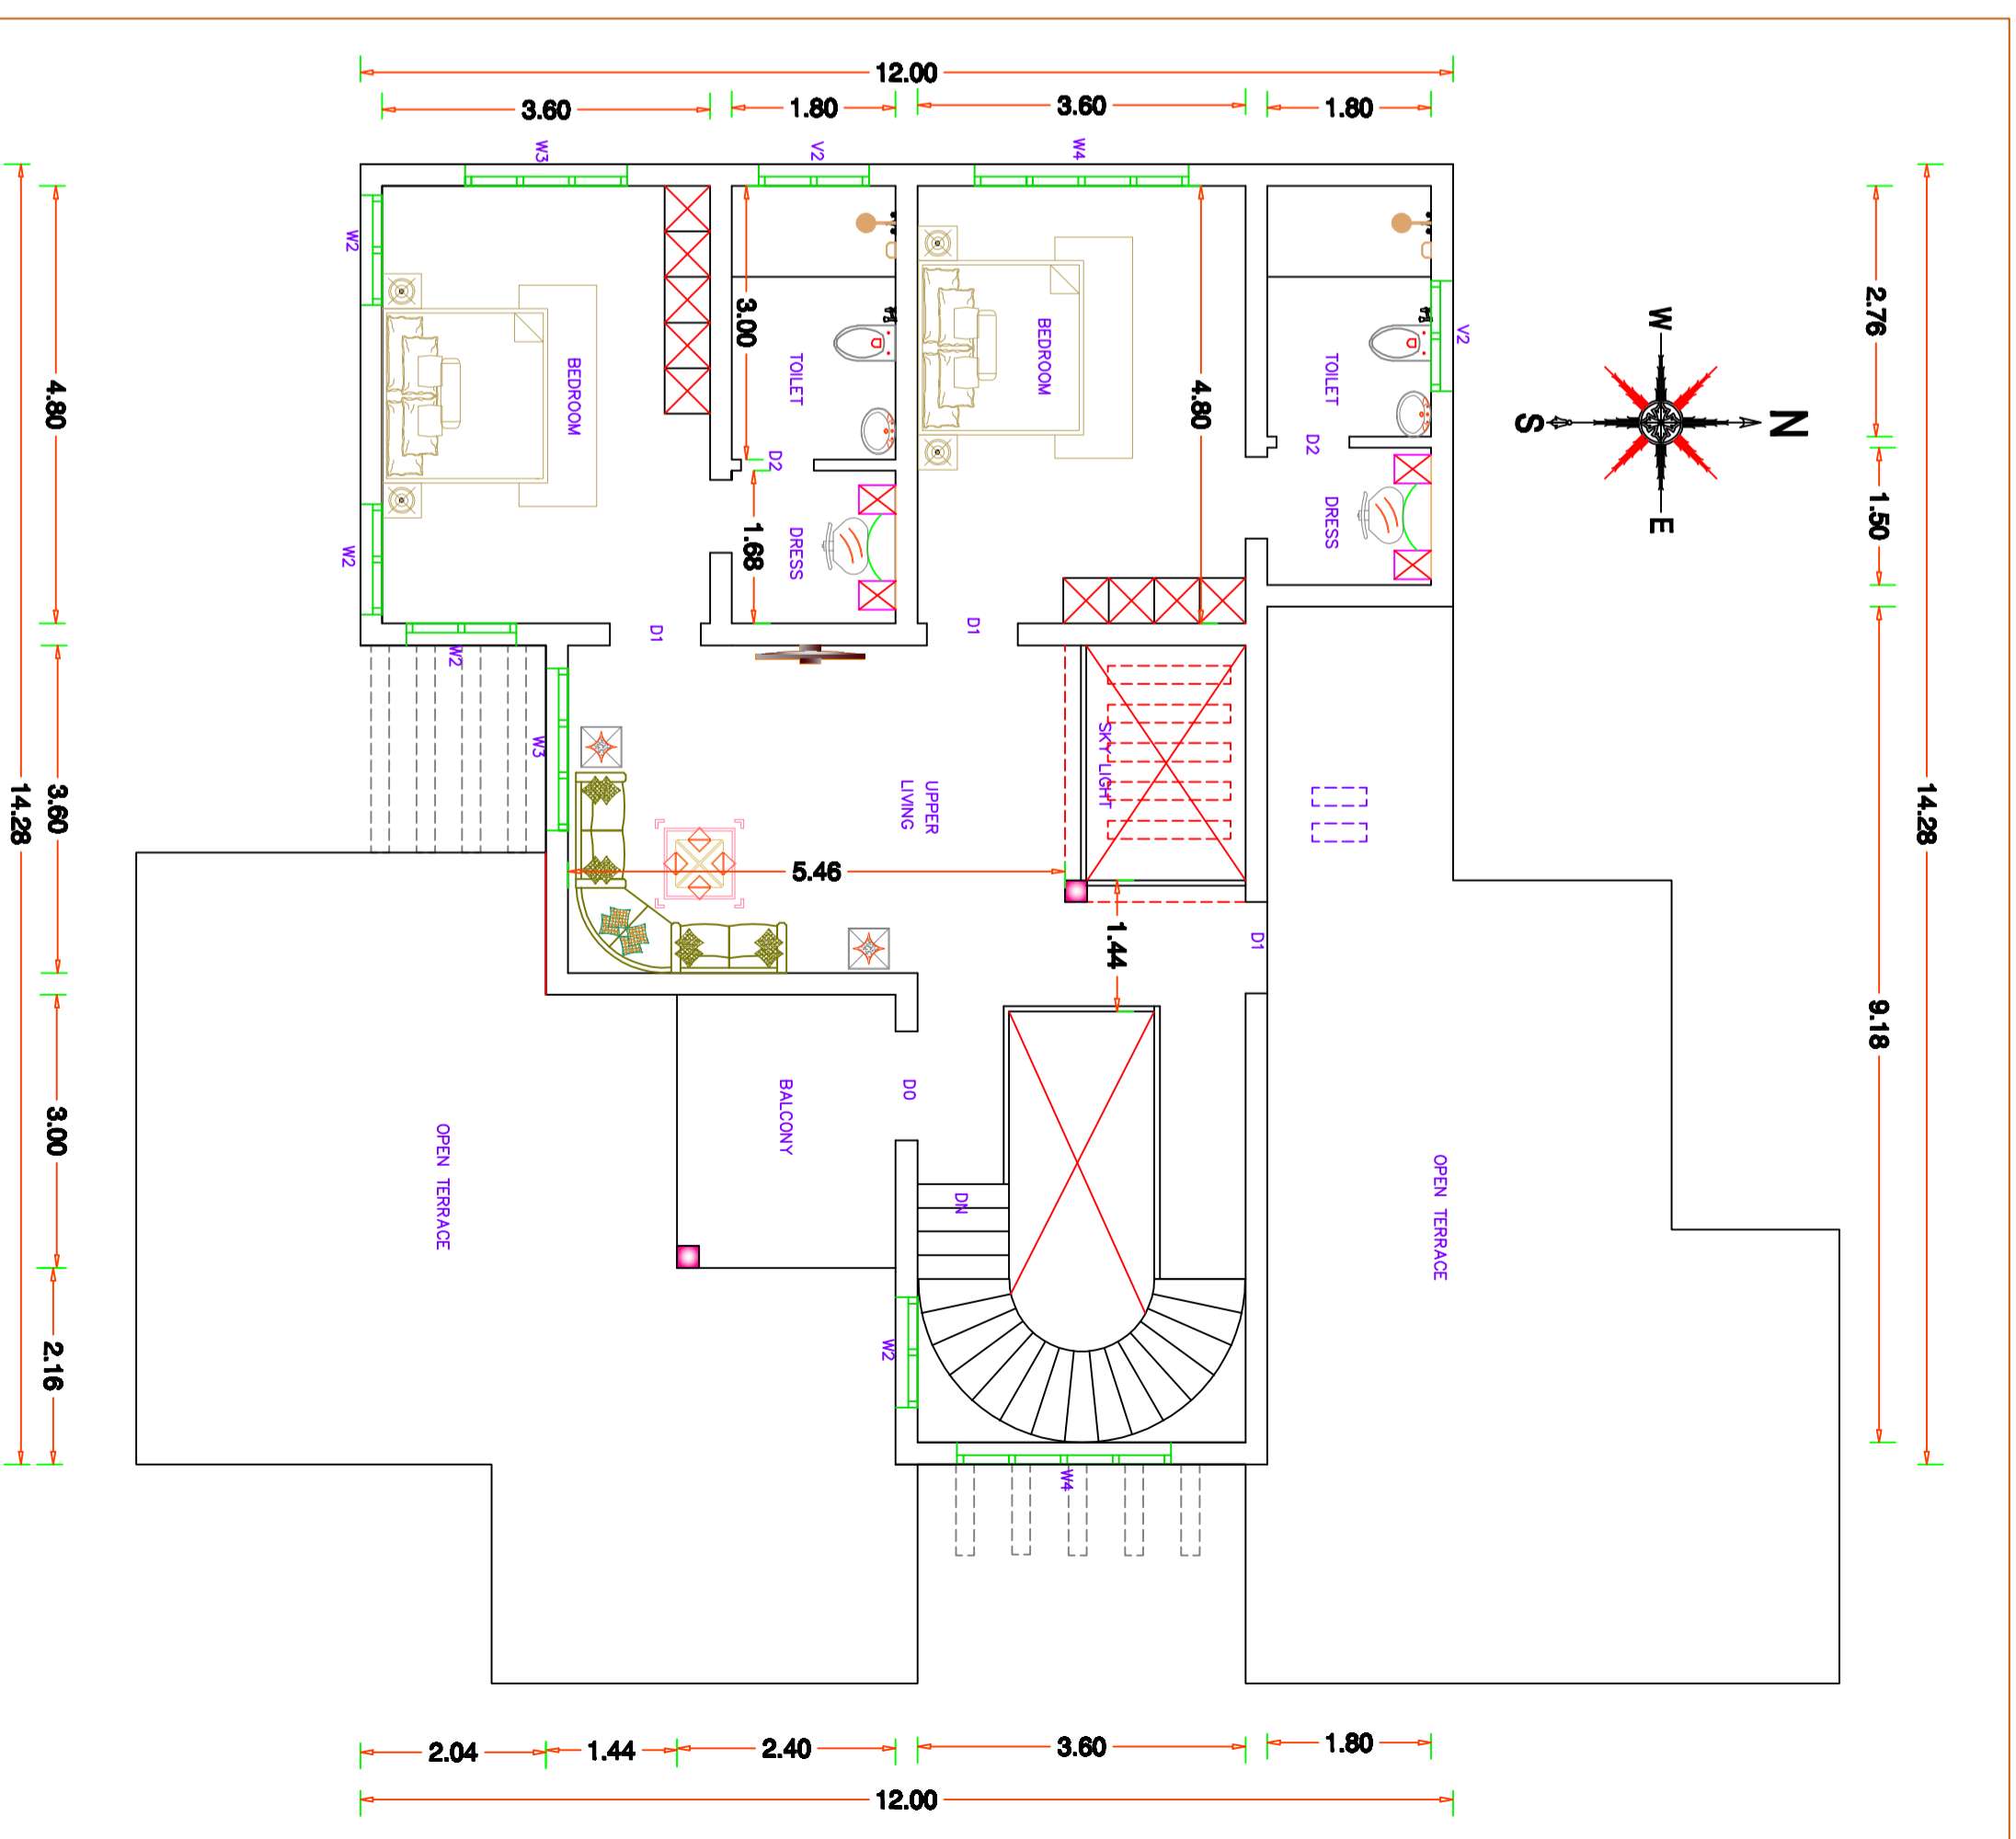 12.00
3.60
1.80
3.60
1.80
W3
V2
W4
14.28
2.76
1.50
9.18
N
S
W
E
V2
W2
W2
W2
4.80
3.60
3.00
2.16
14.28
BEDROOM
3.00
TOILET
D2
1.68
DRESS
BEDROOM
4.80
TOILET
D2
DRESS
D1
D1
W3
UPPER
LIVING
SKY LIGHT
5.46
1.44
D1
BALCONY
DO
DN
OPEN TERRACE
OPEN TERRACE
W2
W4
2.04
1.44
2.40
3.60
1.80
12.00